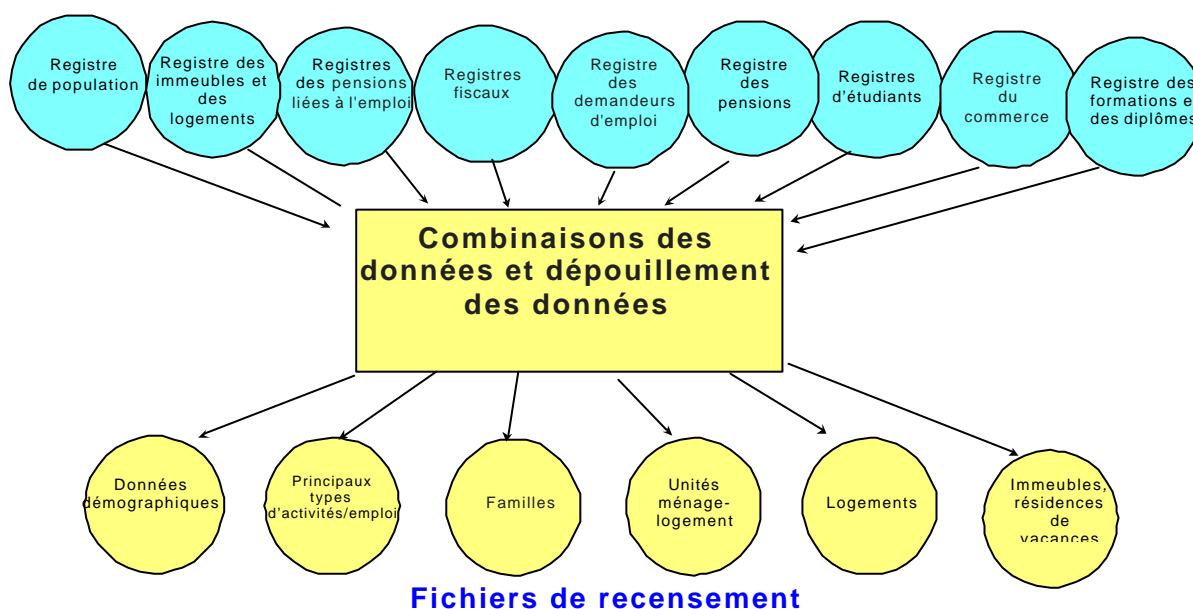 Registre
de population
Registre des
immeubles et
des
logements
Registres
des pensions
liées à l'emploi
Registres
fiscaux
Registre
des
demandeurs
d'emploi
Registre
des
pensions
Registres
d'étudiants
Registre
du
commerce
Registre des
formations et
des diplômes
Combinaisons des
données et dépouillement
des données
Données
démographiques
Principaux
types
d'activités/emploi
Familles
Unités
ménage-
logement
Logements
Immeubles,
résidences
de
vacances
Fichiers de recensement